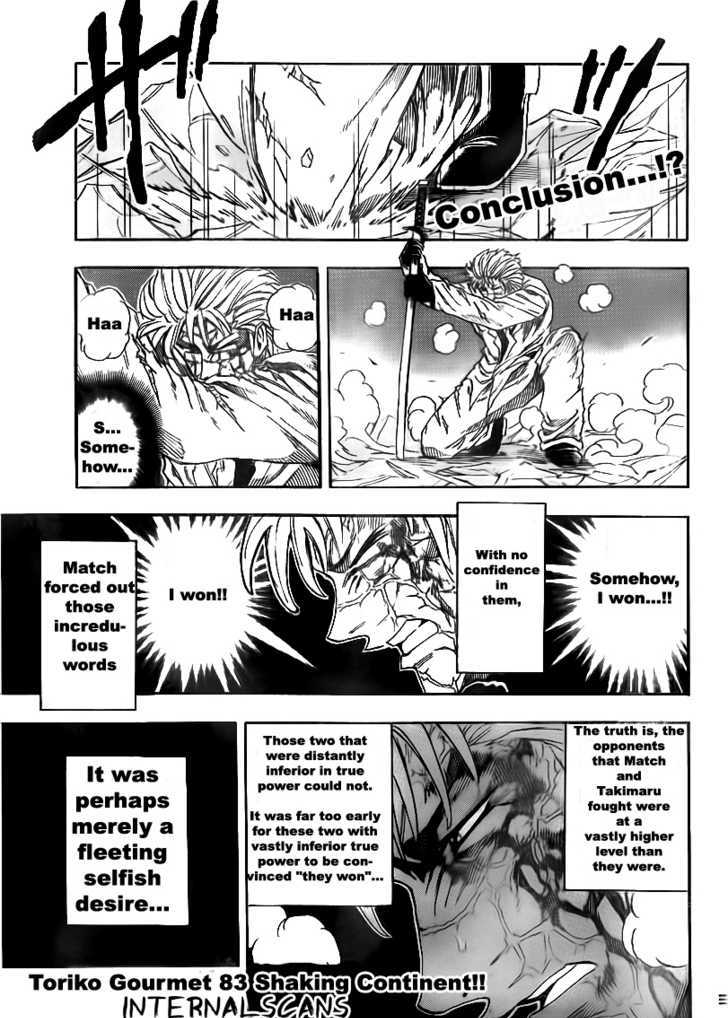 Conclusion...!?
Haa
Haa
S...
Some-
how...
Somehow,
I won...!!
With no
confidence
in
them,
I won!!
Match
forced out
those
incredu-
lous
words
The truth is, the
opponents
that Match
and
Takimaru
fought were
at a
vastly higher
level than
they were.
Those two that
were distantly
inferior in true
power could not.
It was far too early
for these two with
vastly inferior true
power to be con-
vinced "they won"...
It was
perhaps
merely a
fleeting
selfish
desire...
Toriko Gourmet 83 Shaking Continent!!
INTERNALSCANS